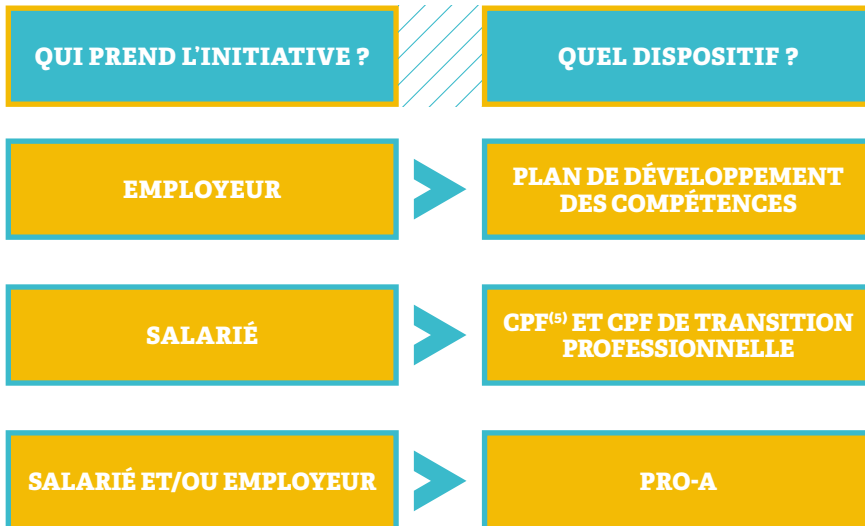 QUI PREND L'INITIATIVE ?
QUEL DISPOSITIF ?
EMPLOYEUR
PLAN DE DÉVELOPPEMENT
DES COMPÉTENCES
SALARIÉ
CPF(5) ET CPF DE TRANSITION
PROFESSIONNELLE
SALARIÉ ET/OU EMPLOYEUR
PRO-A